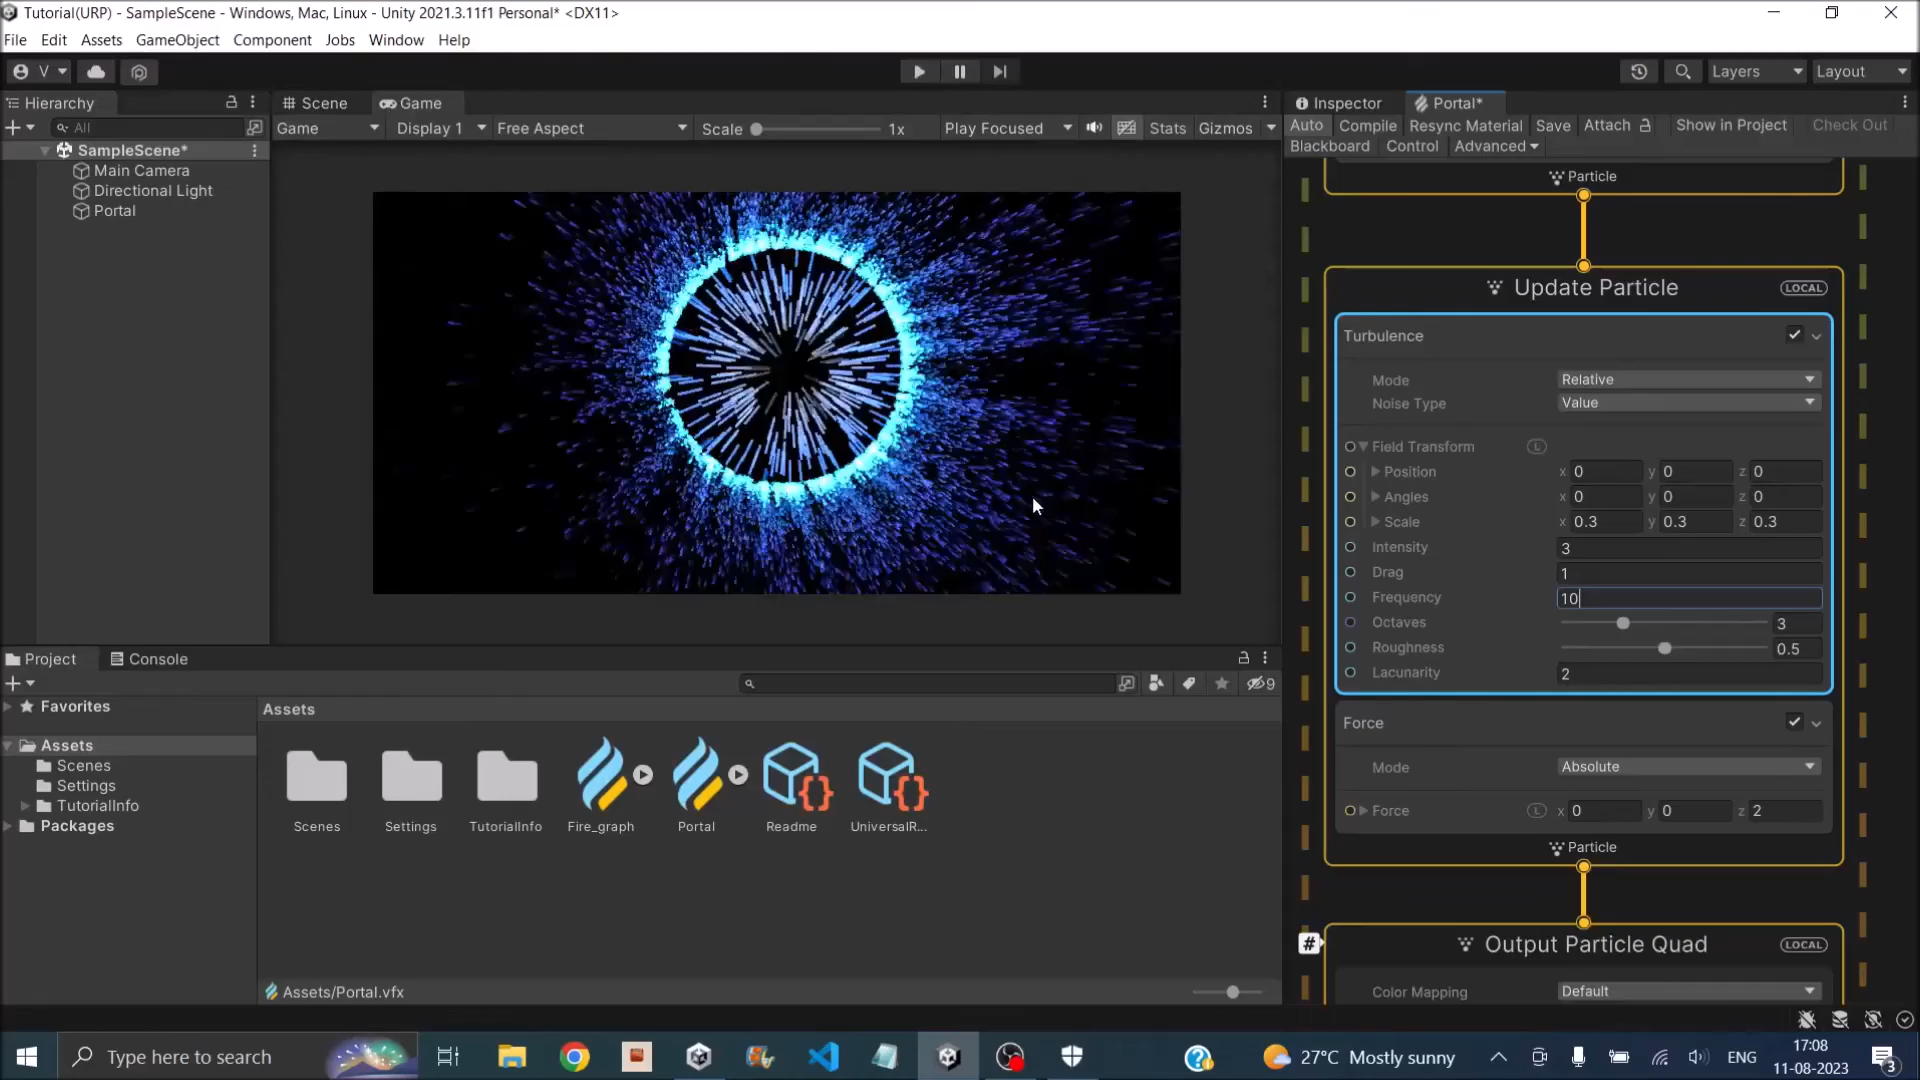 Tutorial(URP) - SampleScene - Windows, Mac, Linux - Unity 2021.3.11f1 Personal* <DX11>
File Edit Assets GameObject Component Jobs Window Help
V Layers Layout
Hierarchy Scene Game Inspector Portal*
All Game Display 1 Free Aspect Scale 1x Play Focused Stats Gizmos
Auto Compile Resync Material Save Attach Show in Project Check Out
Blackboard Control Advanced
SampleScene*
Main Camera
Directional Light
Portal
Particle
Update Particle LOCAL
Turbulence
Mode Relative
Noise Type Value
Field Transform L
Position x 0 y 0 z 0
Angles x 0 y 0 z 0
Scale x 0.3 y 0.3 z 0.3
Intensity 3
Drag 1
Frequency 10
Octaves 3
Roughness 0.5
Lacunarity 2
Force
Mode Absolute
Force L x 0 y 0 z 2
Particle
# Output Particle Quad LOCAL
Color Mapping Default
Project Console
9
Favorites
Assets
Scenes
Settings
TutorialInfo
Packages
Assets
Scenes Settings TutorialInfo Fire_graph Portal Readme UniversalR...
Assets/Portal.vfx
Type here to search
27°C Mostly sunny
ENG
17:08
11-08-2023
3